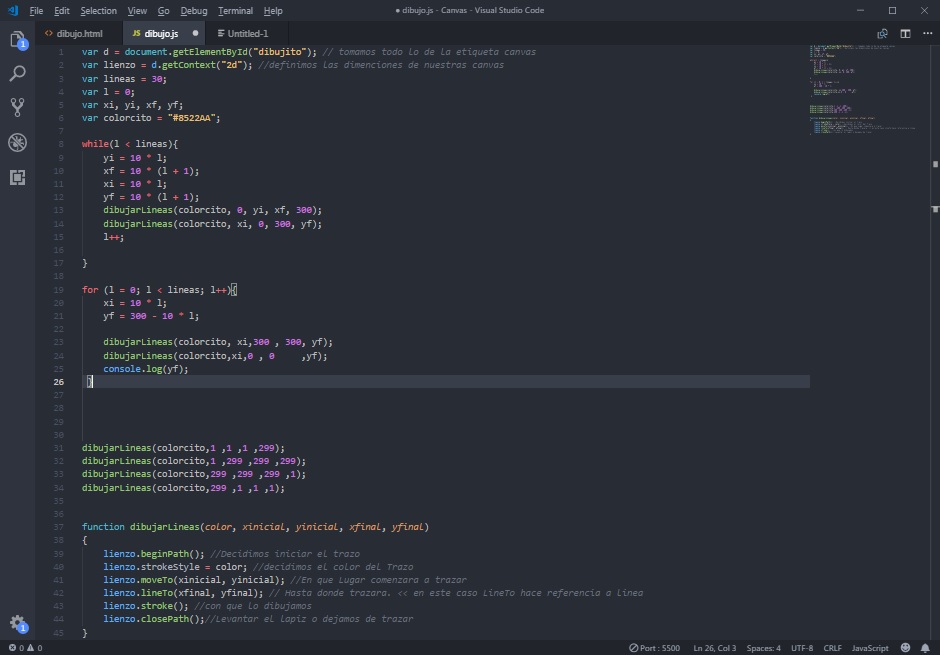 File Edit Selection View Go Debug Terminal Help
● dibujo.js - Canvas - Visual Studio Code
<> dibujo.html
JS dibujo.js ●
Untitled-1
1 var d = document.getElementById("dibujito"); // tomamos todo lo de la etiqueta canvas
2 var lienzo = d.getContext("2d"); //definimos las dimenciones de nuestras canvas
3 var lineas = 30;
4 var l = 0;
5 var xi, yi, xf, yf;
6 var colorcito = "#8522AA";
7
8 while(l < lineas){
9 yi = 10 * l;
10 xf = 10 * (l + 1);
11 xi = 10 * l;
12 yf = 10 * (l + 1);
13 dibujarLineas(colorcito, 0, yi, xf, 300);
14 dibujarLineas(colorcito, xi, 0, 300, yf);
15 l++;
16
17 }
18
19 for (l = 0; l < lineas; l++){
20 xi = 10 * l;
21 yf = 300 - 10 * l;
22
23 dibujarLineas(colorcito, xi,300 , 300, yf);
24 dibujarLineas(colorcito,xi,0 , 0     ,yf);
25 console.log(yf);
26 }
27
28
29
30
31 dibujarLineas(colorcito,1 ,1 ,1 ,299);
32 dibujarLineas(colorcito,1 ,299 ,299 ,299);
33 dibujarLineas(colorcito,299 ,299 ,299 ,1);
34 dibujarLineas(colorcito,299 ,1 ,1 ,1);
35
36
37 function dibujarLineas(color, xinicial, yinicial, xfinal, yfinal)
38 {
39 lienzo.beginPath(); //Decidimos iniciar el trazo
40 lienzo.strokeStyle = color; //decidimos el color del Trazo
41 lienzo.moveTo(xinicial, yinicial); //En que Lugar comenzara a trazar
42 lienzo.lineTo(xfinal, yfinal); // Hasta donde trazara. << en este caso LineTo hace referencia a linea
43 lienzo.stroke(); //con que lo dibujamos
44 lienzo.closePath();//Levantar el lapiz o dejamos de trazar
45 }
1
1
0 0
Port : 5500 Ln 26, Col 3 Spaces: 4 UTF-8 CRLF JavaScript